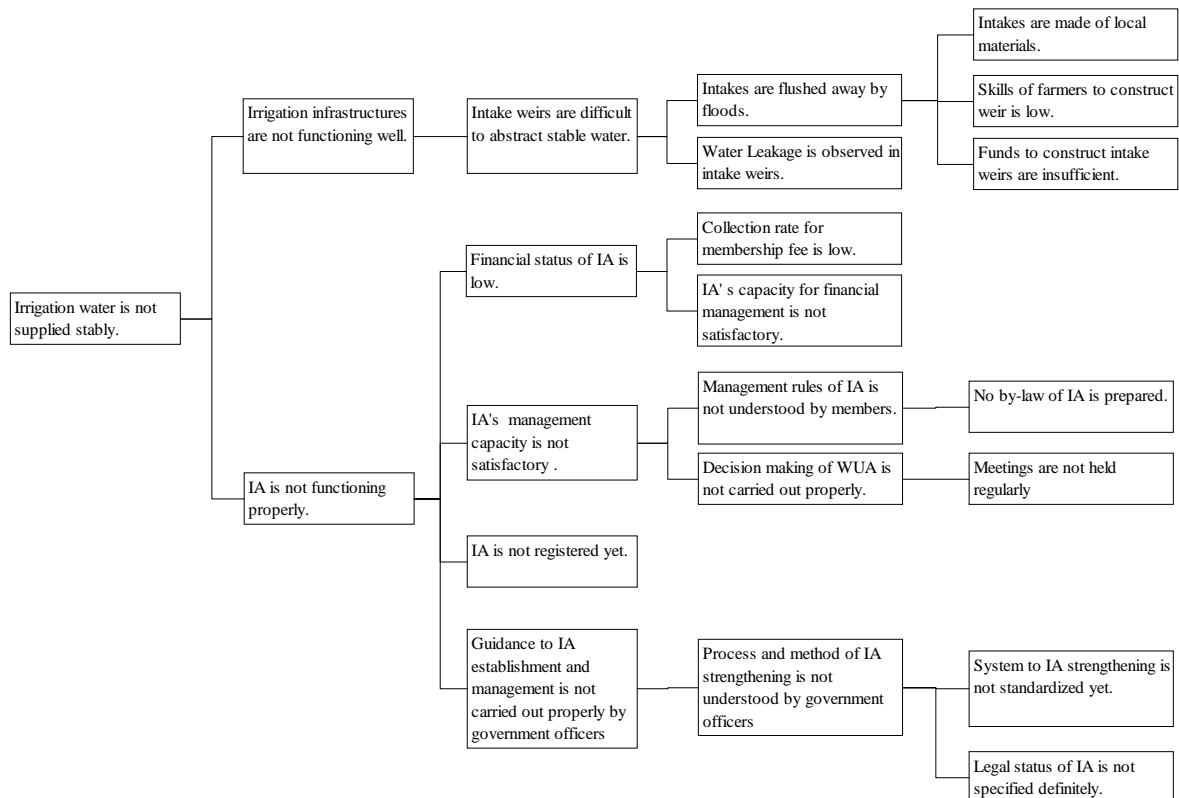 Intakes are made of local
materials.
Irrigation infrastructures
are not functioning well.
Intake weirs are difficult
to abstract stable water.
Intakes are flushed away by
floods.
Skills of farmers to construct
weir is low.
Water Leakage is observed in
intake weirs.
Funds to construct intake
weirs are insufficient.
Collection rate for
membership fee is low.
Financial status of IA is
low.
IA' s capacity for financial
management is not
satisfactory.
Irrigation water is not
supplied stably.
Management rules of IA is
not understood by members.
No by-law of IA is prepared.
IA's  management
capacity is not
satisfactory .
Decision making of WUA is
not carried out properly.
Meetings are not held
regularly
IA is not functioning
properly.
IA is not registered yet.
Guidance to IA
establishment and
management is not
carried out properly by
government officers
Process and method of IA
strengthening is not
understood by government
officers
System to IA strengthening is
not standardized yet.
Legal status of IA is not
specified definitely.